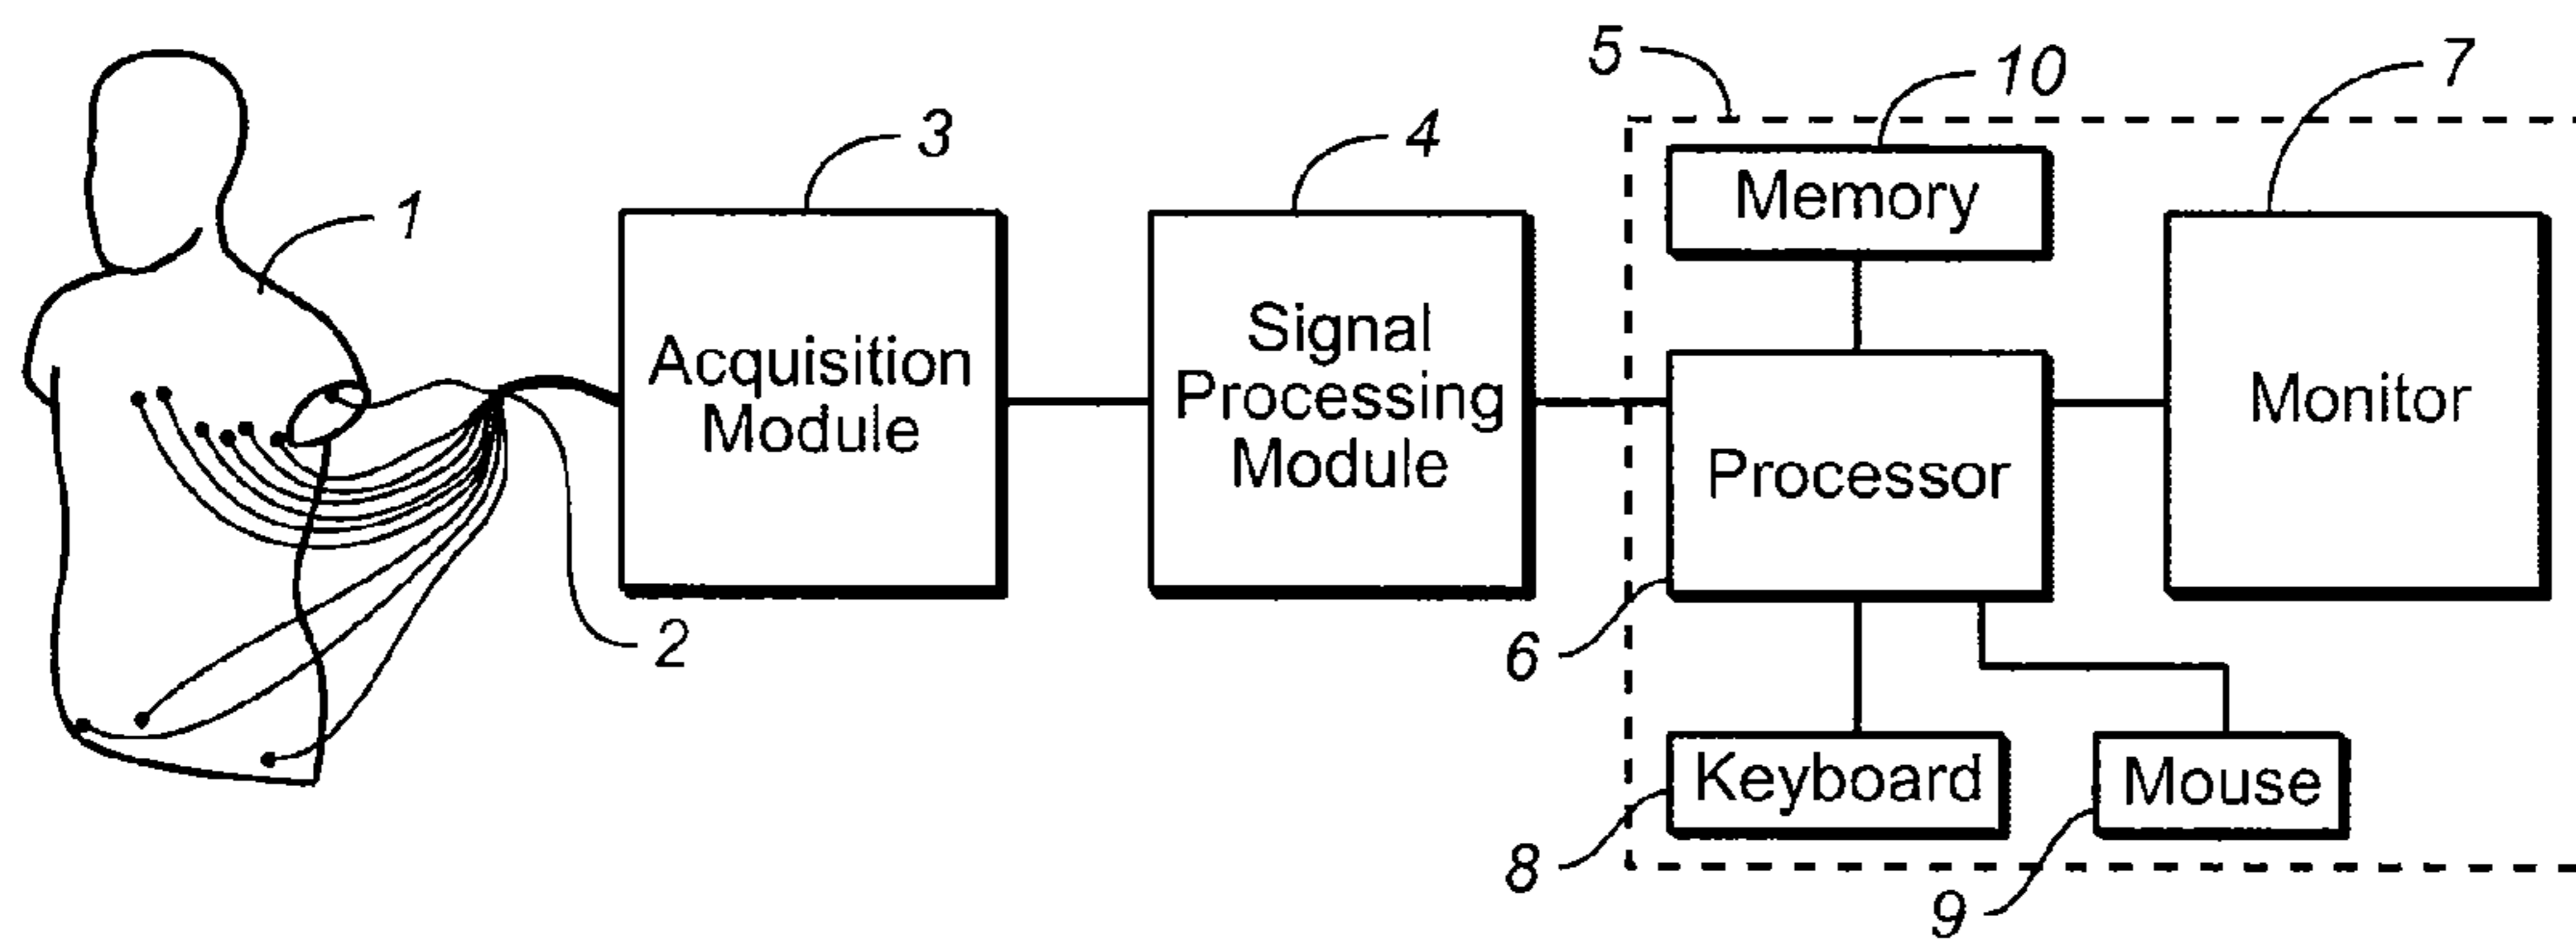 5
10
7
3
4
1
Memory
Acquisition
Module
Signal
Processing
Module
Processor
Monitor
2
6
Keyboard
Mouse
8
9